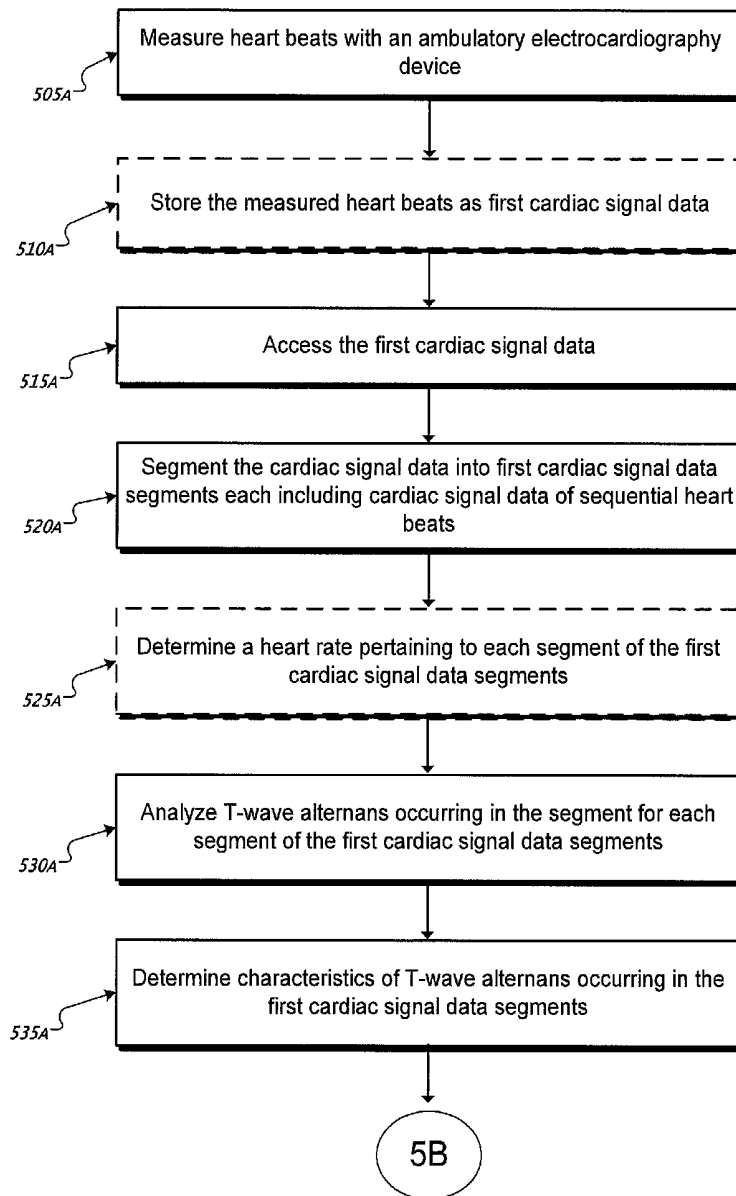 Measure heart beats with an ambulatory electrocardiography
device
505A
Store the measured heart beats as first cardiac signal data
510A
Access the first cardiac signal data
515A
Segment the cardiac signal data into first cardiac signal data
segments each including cardiac signal data of sequential heart
beats
520A
Determine a heart rate pertaining to each segment of the first
cardiac signal data segments
525A
Analyze T-wave alternans occurring in the segment for each
segment of the first cardiac signal data segments
530A
Determine characteristics of T-wave alternans occurring in the
first cardiac signal data segments
535A
5B